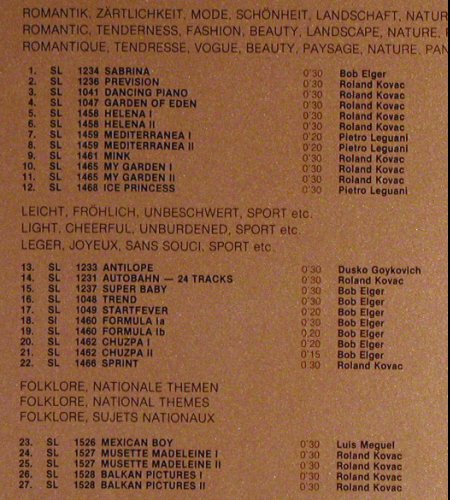 ROMANTIK, ZÄRTLICHKEIT, MODE, SCHÖNHEIT, LANDSCHAFT, NATUR
ROMANTIC, TENDERNESS, FASHION, BEAUTY, LANDSCAPE, NATURE,
ROMANTIQUE, TENDRESSE, VOGUE, BEAUTY, PAYSAGE, NATURE, PAN
1. SL 1234 SABRINA 0'30 Bob Elger
2. SL 1236 PREVISION 0'30 Roland Kovac
3. SL 1041 DANCING PIANO 0'30 Roland Kovac
4. SL 1047 GARDEN OF EDEN 0'30 Roland Kovac
5. SL 1458 HELENA I 0'30 Roland Kovac
6. SL 1458 HELENA II 0'30 Roland Kovac
7. SL 1459 MEDITERRANEA I 0'20 Pietro Leguani
8. SL 1459 MEDITERRANEA II 0'20 Pietro Leguani
9. SL 1461 MINK 0'30 Roland Kovac
10. SL 1465 MY GARDEN I 0'30 Roland Kovac
11. SL 1465 MY GARDEN II 0'30 Roland Kovac
12. SL 1468 ICE PRINCESS 0'30 Pietro Leguani
LEICHT, FRÖHLICH, UNBESCHWERT, SPORT etc.
LIGHT, CHEERFUL, UNBURDENED, SPORT etc.
LEGER, JOYEUX, SANS SOUCI, SPORT etc.
13. SL 1233 ANTILOPE 0'30 Dusko Goykovich
14. SL 1231 AUTOBAHN — 24 TRACKS 0'30 Roland Kovac
15. SL 1237 SUPER BABY 0'30 Bob Elger
16. SL 1048 TREND 0'30 Bob Elger
17. SL 1049 STARTFEVER 0'20 Bob Elger
18. SL 1460 FORMULA Ia 0'30 Bob Elger
19. SL 1460 FORMULA Ib 0,20 Bob Elger
20. SL 1462 CHUZPA I 0'20 Bob Elger
21. SL 1462 CHUZPA II 0'15 Bob Elger
22. SL 1466 SPRINT 0'30 Roland Kovac
FOLKLORE, NATIONALE THEMEN
FOLKLORE, NATIONAL THEMES
FOLKLORE, SUJETS NATIONAUX
23. SL 1526 MEXICAN BOY 0'30 Luis Meguel
24. SL 1527 MUSETTE MADELEINE I 0'30 Roland Kovac
25. SL 1527 MUSETTE MADELEINE II 0'30 Roland Kovac
26. SL 1528 BALKAN PICTURES I 0'30 Roland Kovac
27. SL 1528 BALKAN PICTURES II 0'30 Roland Kovac